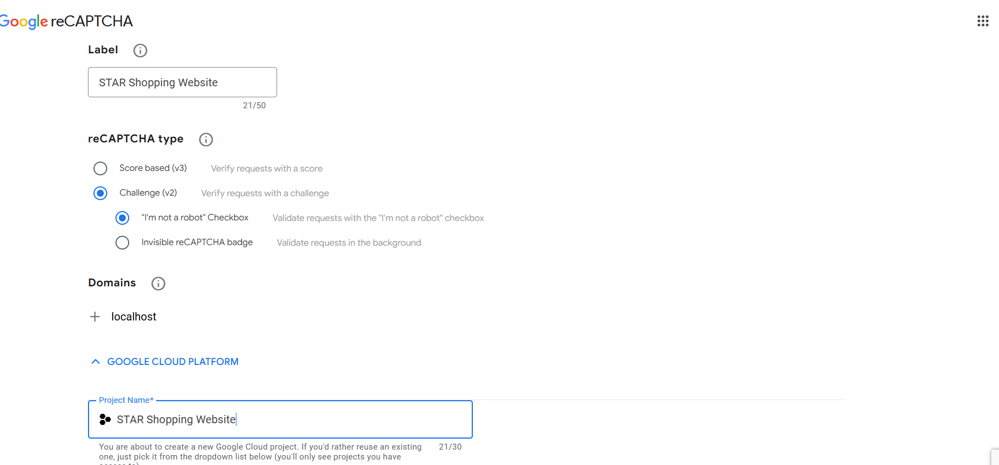 Google reCAPTCHA
Label
STAR Shopping Website
21/50
reCAPTCHA type
Score based (v3) Verify requests with a score
Challenge (v2) Verify requests with a challenge
"I'm not a robot" Checkbox Validate requests with the "I'm not a robot" checkbox
Invisible reCAPTCHA badge Validate requests in the background
Domains
localhost
GOOGLE CLOUD PLATFORM
Project Name*
STAR Shopping Website
You are about to create a new Google Cloud project. If you'd rather reuse an existing 21/30
one, just pick it from the dropdown list below (you'll only see projects you have